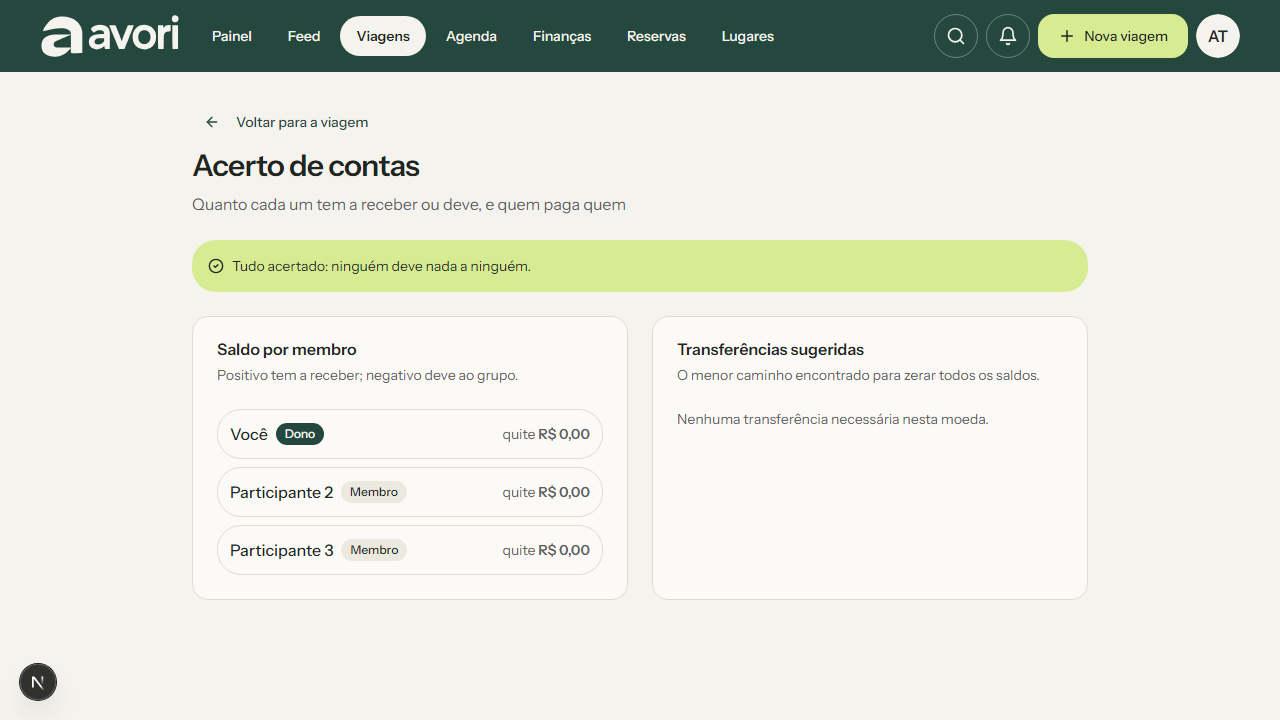 avori
Painel
Feed
Viagens
Agenda
Finanças
Reservas
Lugares
Nova viagem
AT
Voltar para a viagem
Acerto de contas
Quanto cada um tem a receber ou deve, e quem paga quem
Tudo acertado: ninguém deve nada a ninguém.
Saldo por membro
Positivo tem a receber; negativo deve ao grupo.
Você Dono quite R$ 0,00
Participante 2 Membro quite R$ 0,00
Participante 3 Membro quite R$ 0,00
Transferências sugeridas
O menor caminho encontrado para zerar todos os saldos.
Nenhuma transferência necessária nesta moeda.
N